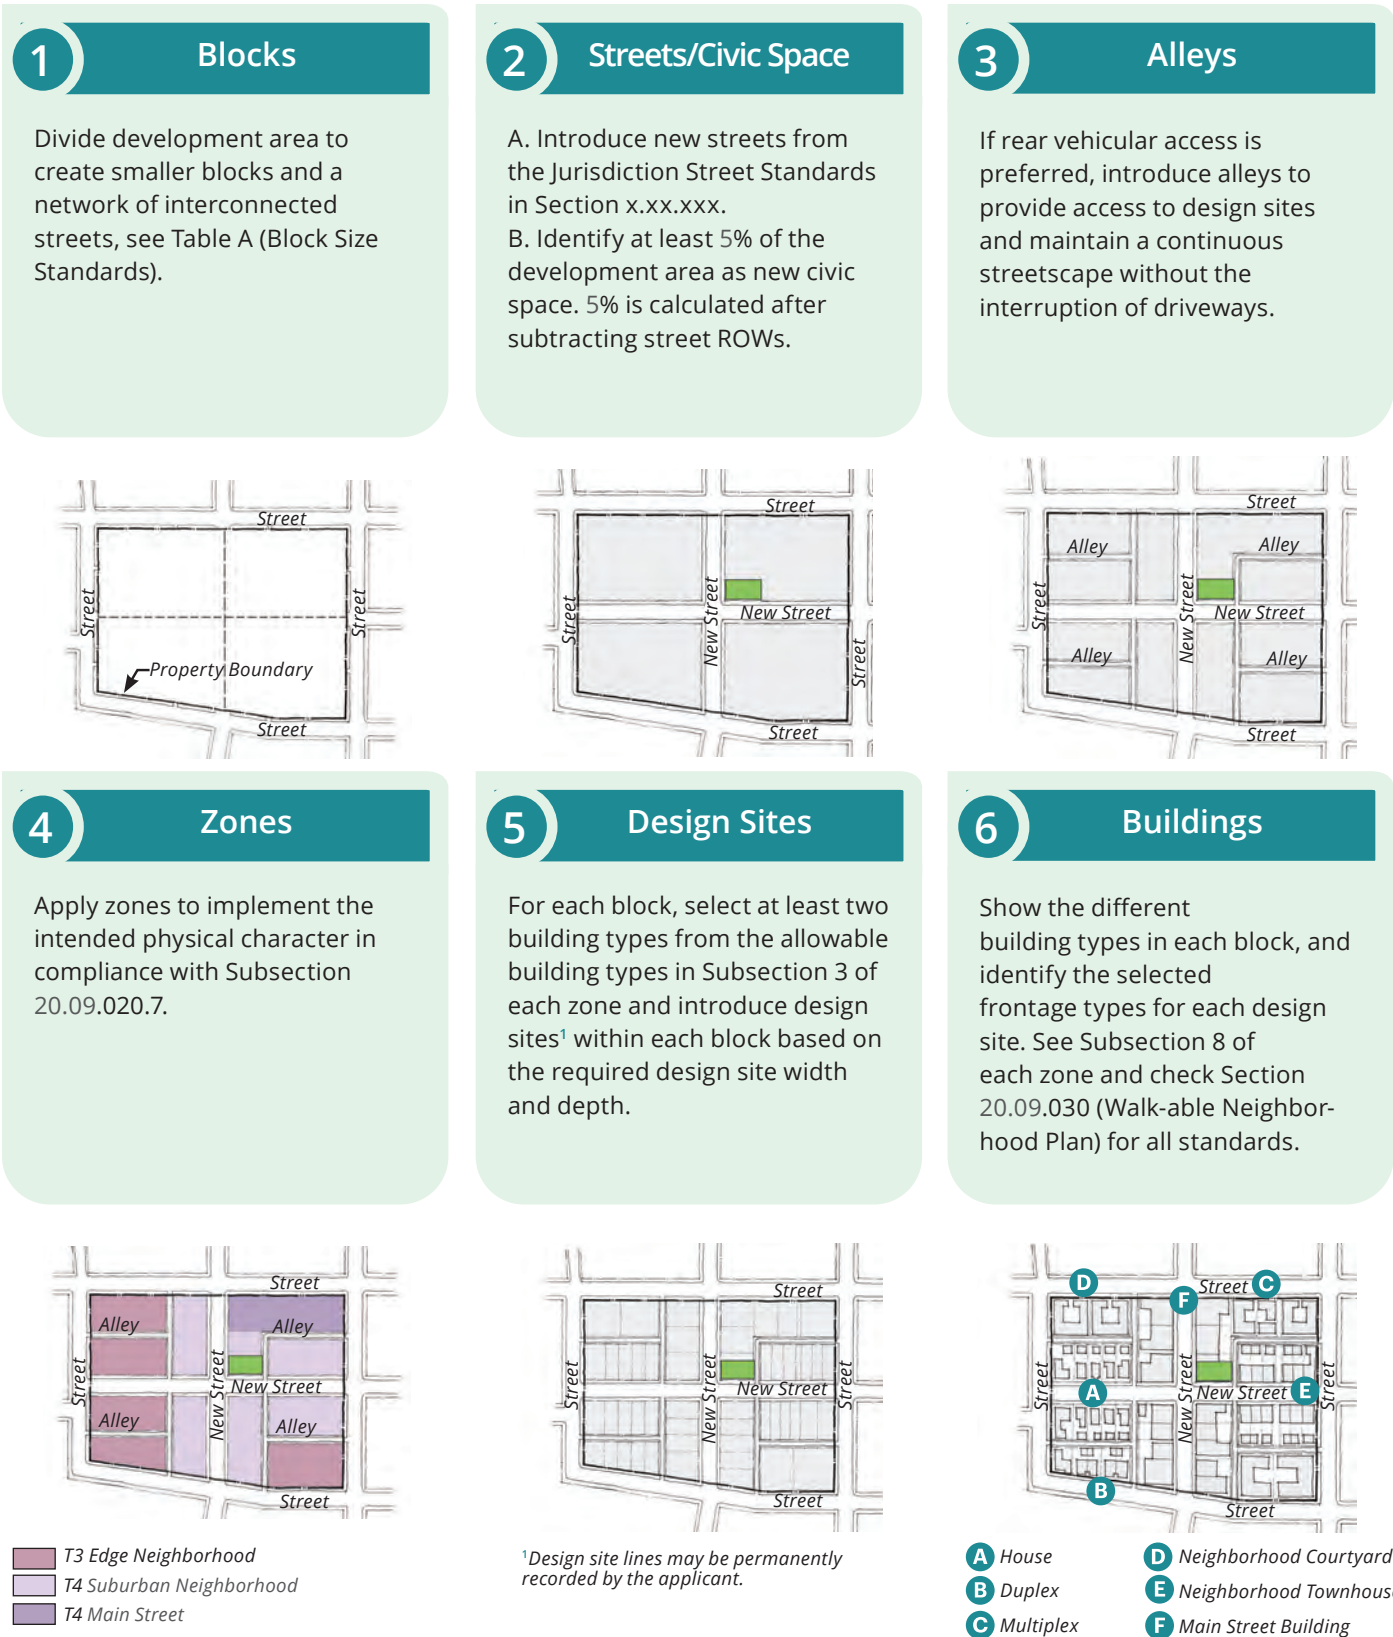 1
Blocks
Divide development area to
create smaller blocks and a
network of interconnected
streets, see Table A (Block Size
Standards).
2
Streets/Civic Space
A. Introduce new streets from
the Jurisdiction Street Standards
in Section x.xx.xxx.
B. Identify at least 5% of the
development area as new civic
space. 5% is calculated after
subtracting street ROWs.
3
Alleys
If rear vehicular access is
preferred, introduce alleys to
provide access to design sites
and maintain a continuous
streetscape without the
interruption of driveways.
Street
Street
Street
Property Boundary
Street
Street
Street
New Street
New Street
Street
Street
Street
Alley
Alley
Street
New Street
New Street
Alley
Alley
Street
4
Zones
Apply zones to implement the
intended physical character in
compliance with Subsection
20.09.020.7.
5
Design Sites
For each block, select at least two
building types from the allowable
building types in Subsection 3 of
each zone and introduce design
sites¹ within each block based on
the required design site width
and depth.
6
Buildings
Show the different
building types in each block, and
identify the selected
frontage types for each design
site. See Subsection 8 of
each zone and check Section
20.09.030 (Walk-able Neighbor-
hood Plan) for all standards.
Street
Alley
Alley
Street
New Street
New Street
Alley
Alley
Street
T3 Edge Neighborhood
T4 Suburban Neighborhood
T4 Main Street
Street
Street
New Street
New Street
Street
Street
¹Design site lines may be permanently
recorded by the applicant.
D
F
Street
C
Street
New Street
New Street
Street
A
E
B
Street
A House
B Duplex
C Multiplex
D Neighborhood Courtyard
E Neighborhood Townhouse
F Main Street Building